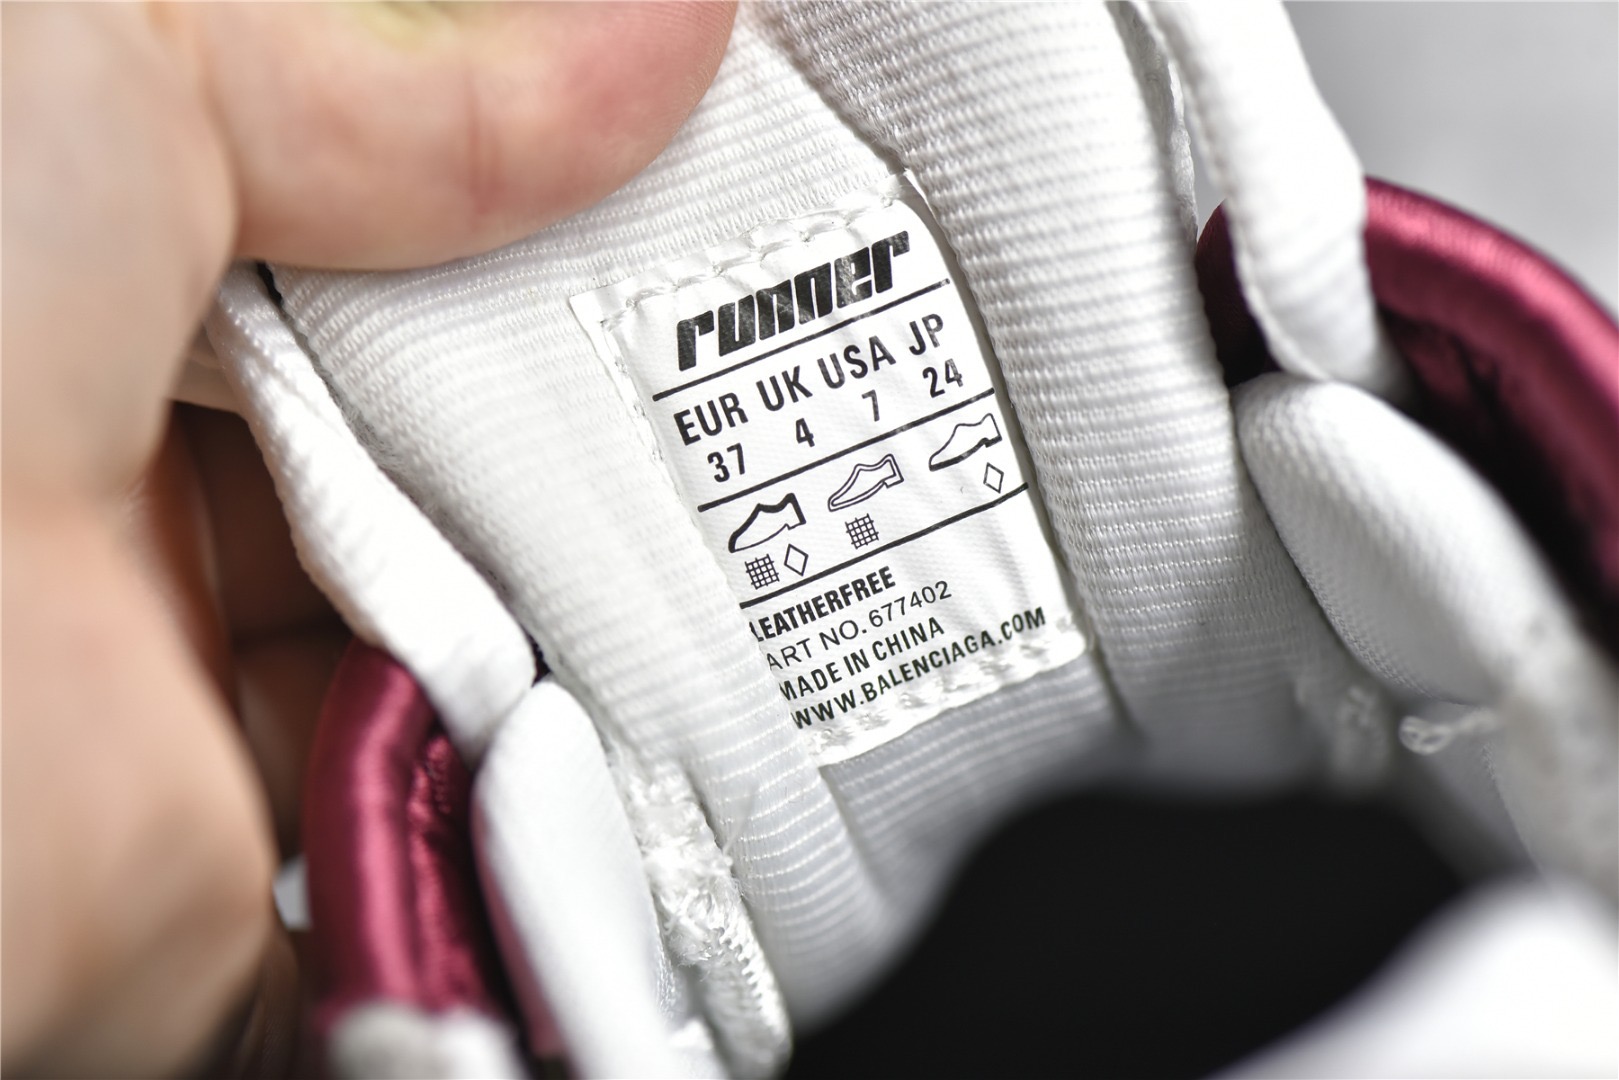 runner
EUR UK USA JP
37 4 7 24
LEATHERFREE
ART NO. 677402
MADE IN CHINA
WWW.BALENCIAGA.COM